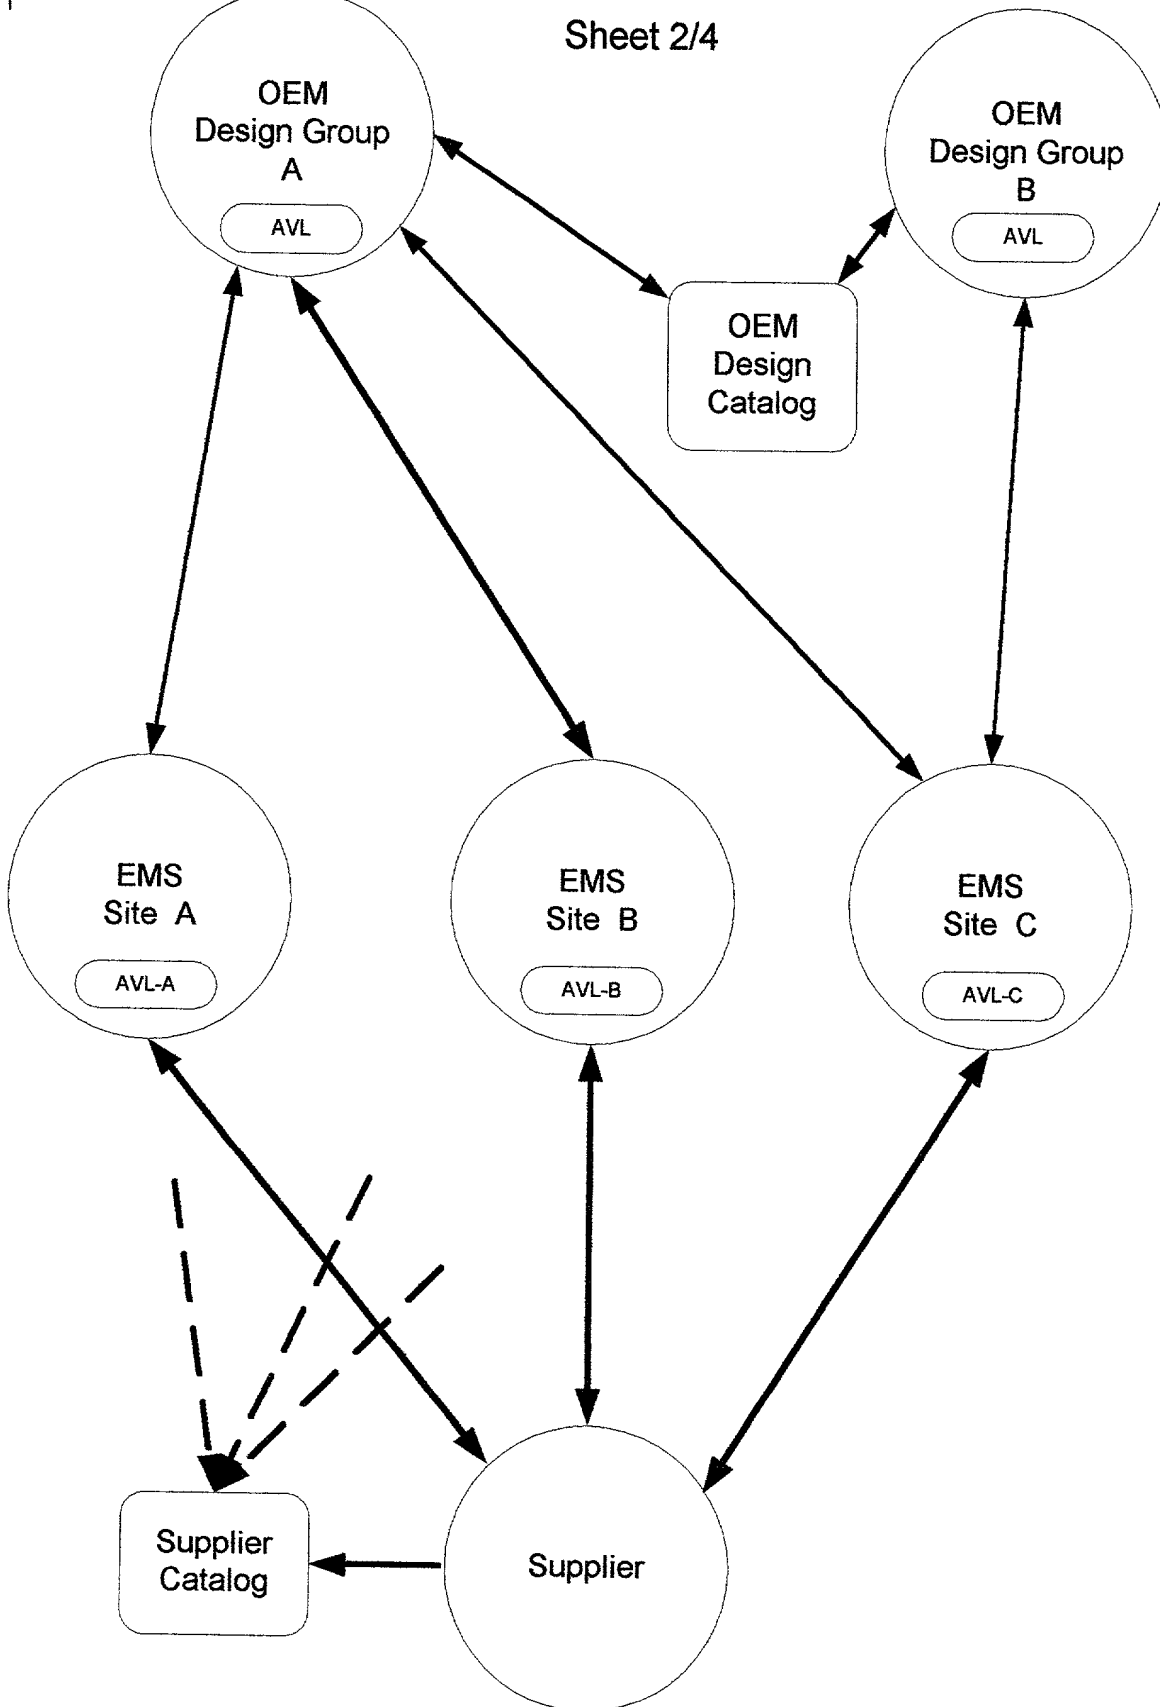 Sheet 2/4
OEM
Design Group
A
AVL
OEM
Design Group
B
AVL
OEM
Design
Catalog
EMS
Site A
AVL-A
EMS
Site B
AVL-B
EMS
Site C
AVL-C
Supplier
Catalog
Supplier